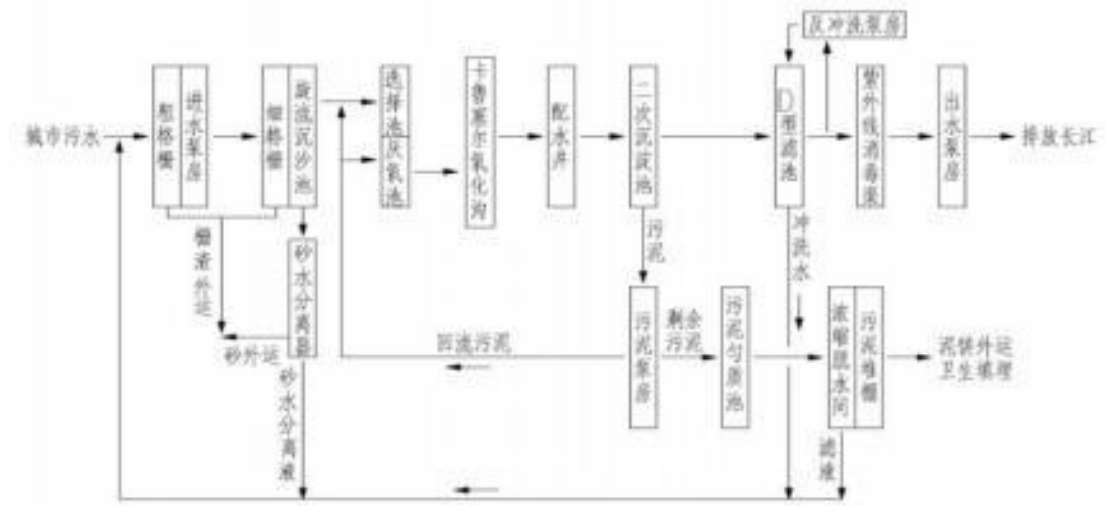 反冲洗泵房
城市污水
粗格栅
进水泵房
细格栅
旋流沉沙池
选择池
厌氧池
卡鲁塞尔氧化沟
配水井
二次沉淀池
D型滤池
紫外线消毒渠
出水泵房
排放长江
栅渣外运
砂水分离器
砂外运
砂水分离液
污泥
冲洗水
回流污泥
污泥泵房
剩余
污泥
污泥匀质池
浓缩脱水间
污泥堆棚
泥饼外运
卫生填埋
滤液